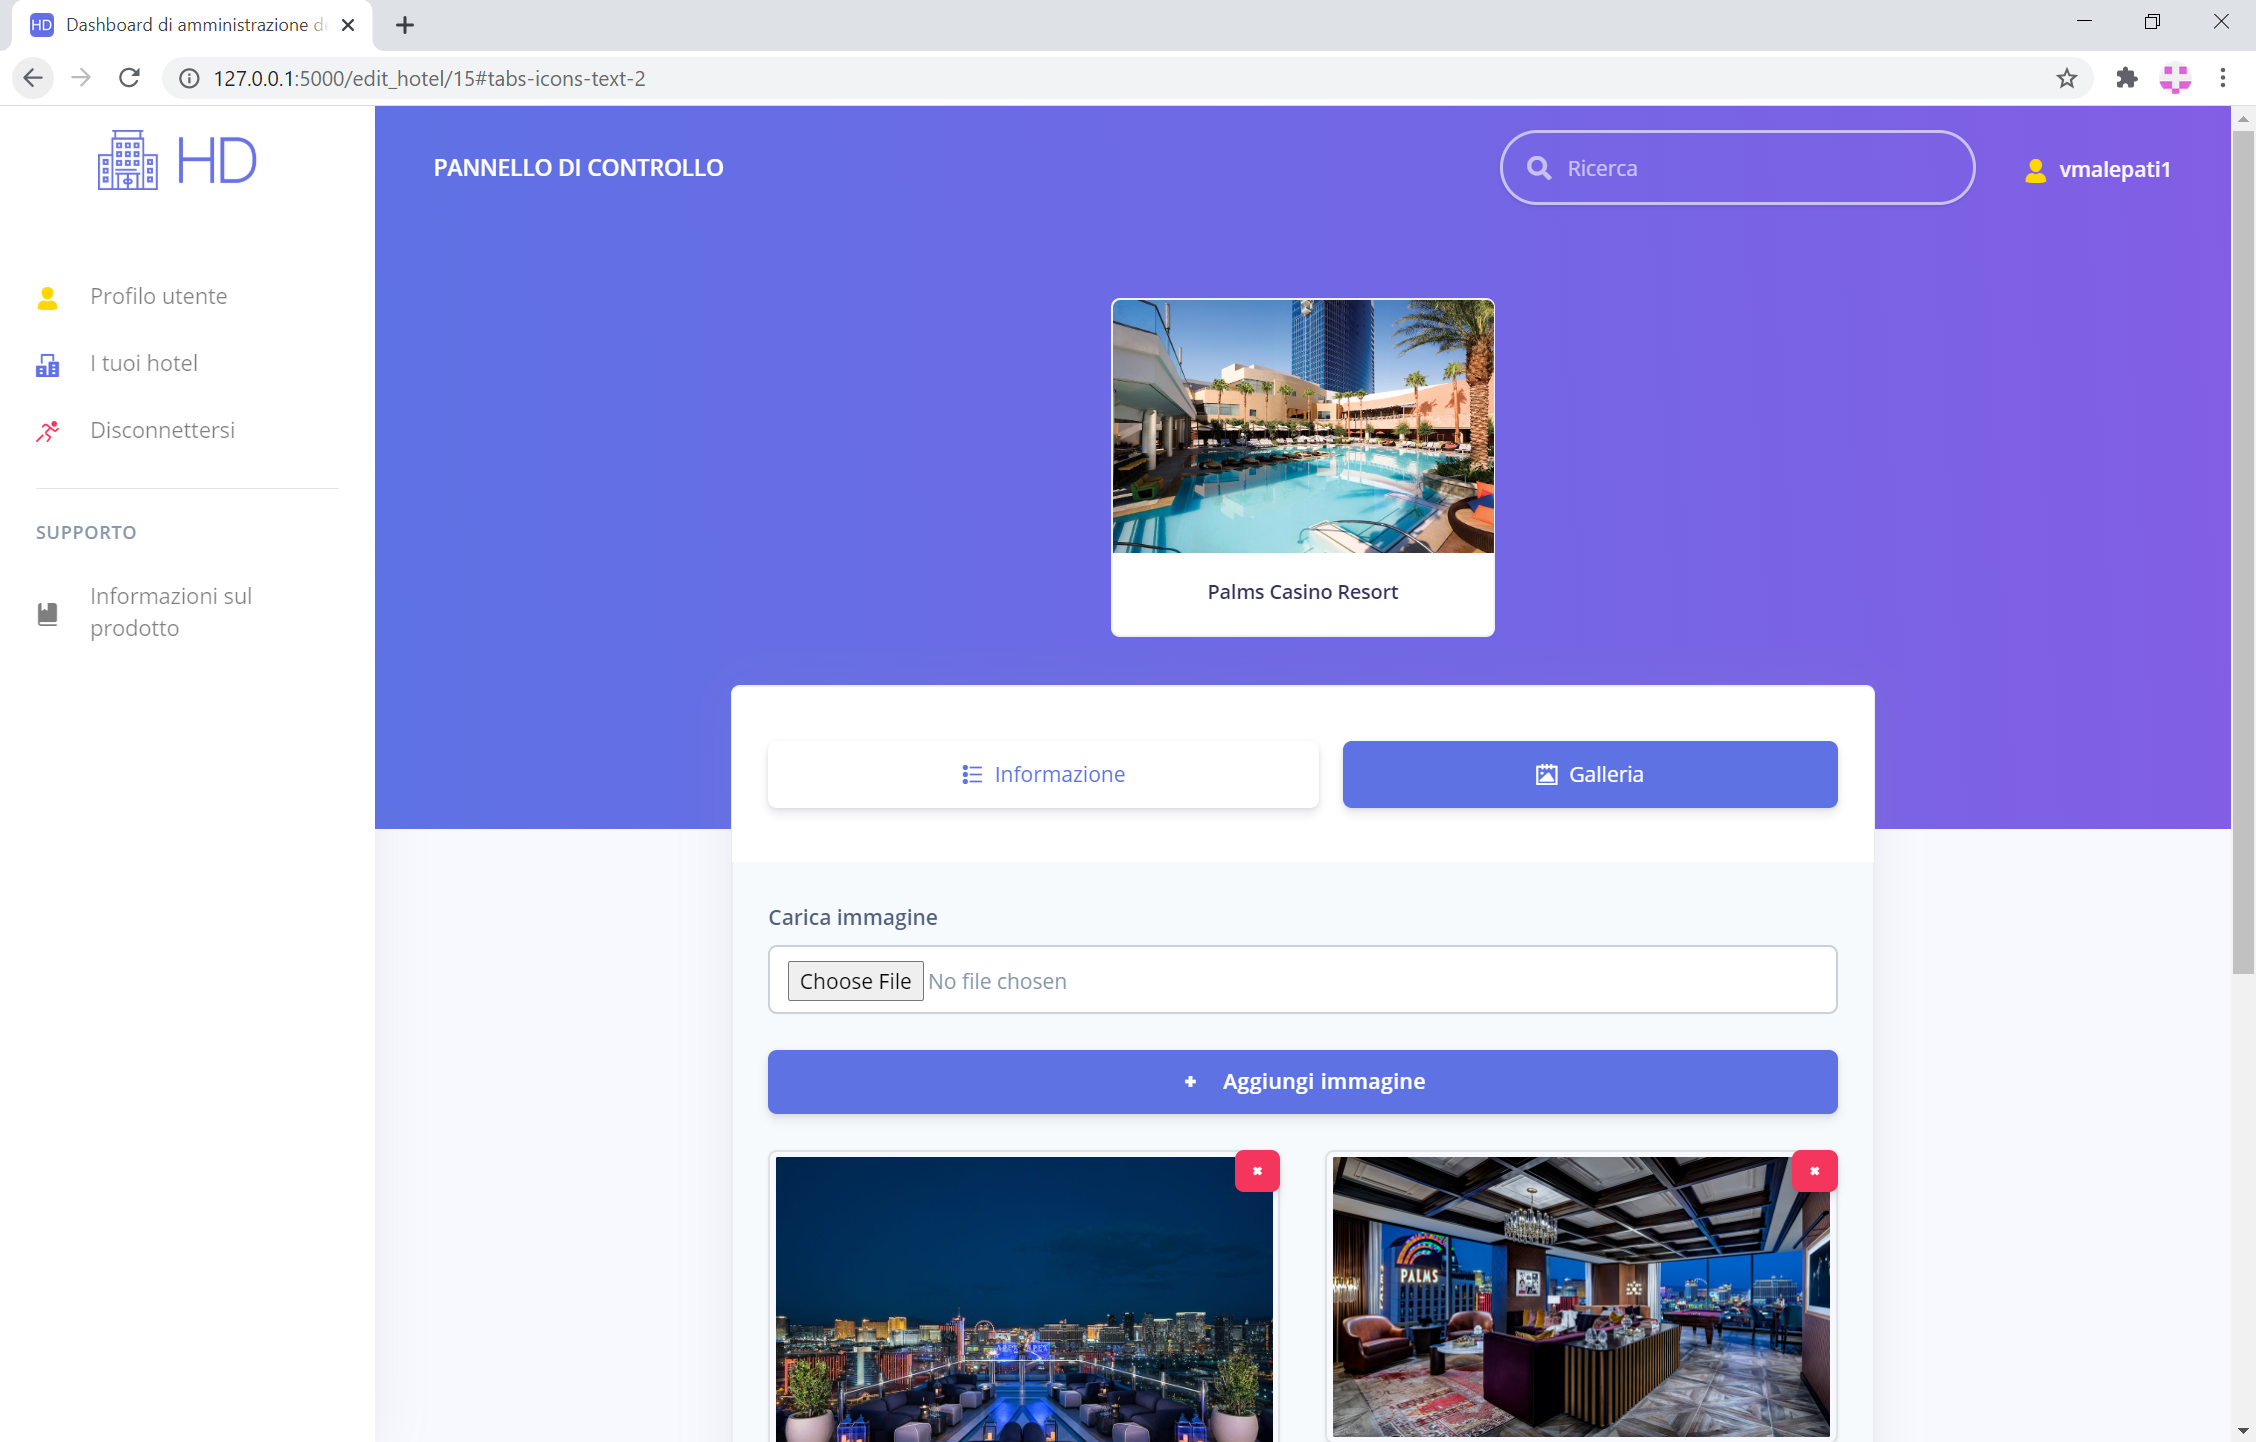 HD Dashboard di amministrazione de
127.0.0.1:5000/edit_hotel/15#tabs-icons-text-2
HD
PANNELLO DI CONTROLLO
Ricerca
vmalepati1
Profilo utente
I tuoi hotel
Disconnettersi
SUPPORTO
Informazioni sul
prodotto
Palms Casino Resort
Informazione
Galleria
Carica immagine
Choose File No file chosen
Aggiungi immagine
PALMS